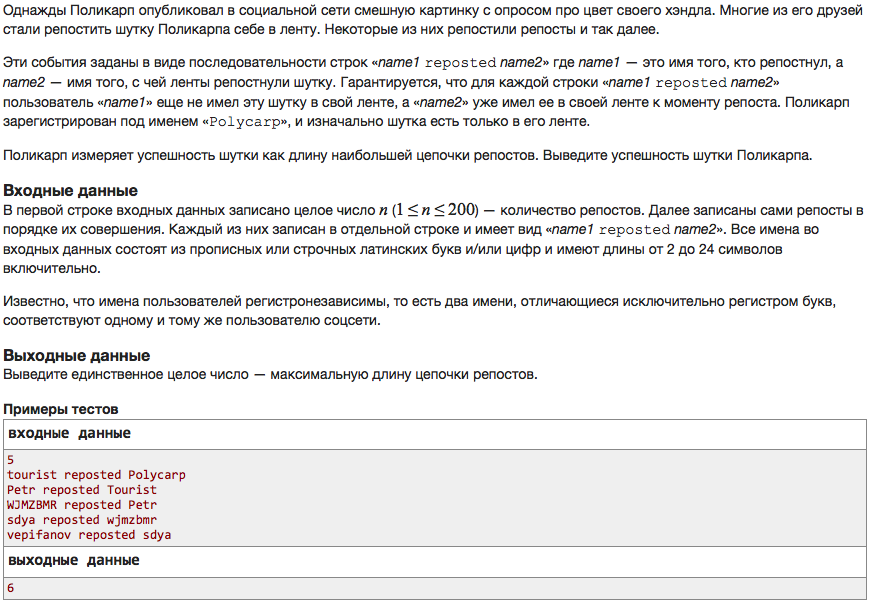 Однажды Поликарп опубликовал в социальной сети смешную картинку с опросом про цвет своего хэндла. Многие из его друзей
стали репостить шутку Поликарпа себе в ленту. Некоторые из них репостили репосты и так далее.
Эти события заданы в виде последовательности строк «name1 reposted name2» где name1 — это имя того, кто репостнул, а
name2 — имя того, с чей ленты репостнули шутку. Гарантируется, что для каждой строки «name1 reposted name2»
пользователь «name1» еще не имел эту шутку в свой ленте, а «name2» уже имел ее в своей ленте к моменту репоста. Поликарп
зарегистрирован под именем «Polycarp», и изначально шутка есть только в его ленте.
Поликарп измеряет успешность шутки как длину наибольшей цепочки репостов. Выведите успешность шутки Поликарпа.
Входные данные
В первой строке входных данных записано целое число n (1 ≤ n ≤ 200) — количество репостов. Далее записаны сами репосты в
порядке их совершения. Каждый из них записан в отдельной строке и имеет вид «name1 reposted name2». Все имена во
входных данных состоят из прописных или строчных латинских букв и/или цифр и имеют длины от 2 до 24 символов
включительно.
Известно, что имена пользователей регистронезависимы, то есть два имени, отличающиеся исключительно регистром букв,
соответствуют одному и тому же пользователю соцсети.
Выходные данные
Выведите единственное целое число — максимальную длину цепочки репостов.
Примеры тестов
входные данные
5
tourist reposted Polycarp
Petr reposted Tourist
WJMZBMR reposted Petr
sdya reposted wjmzbmr
vepifanov reposted sdya
выходные данные
6